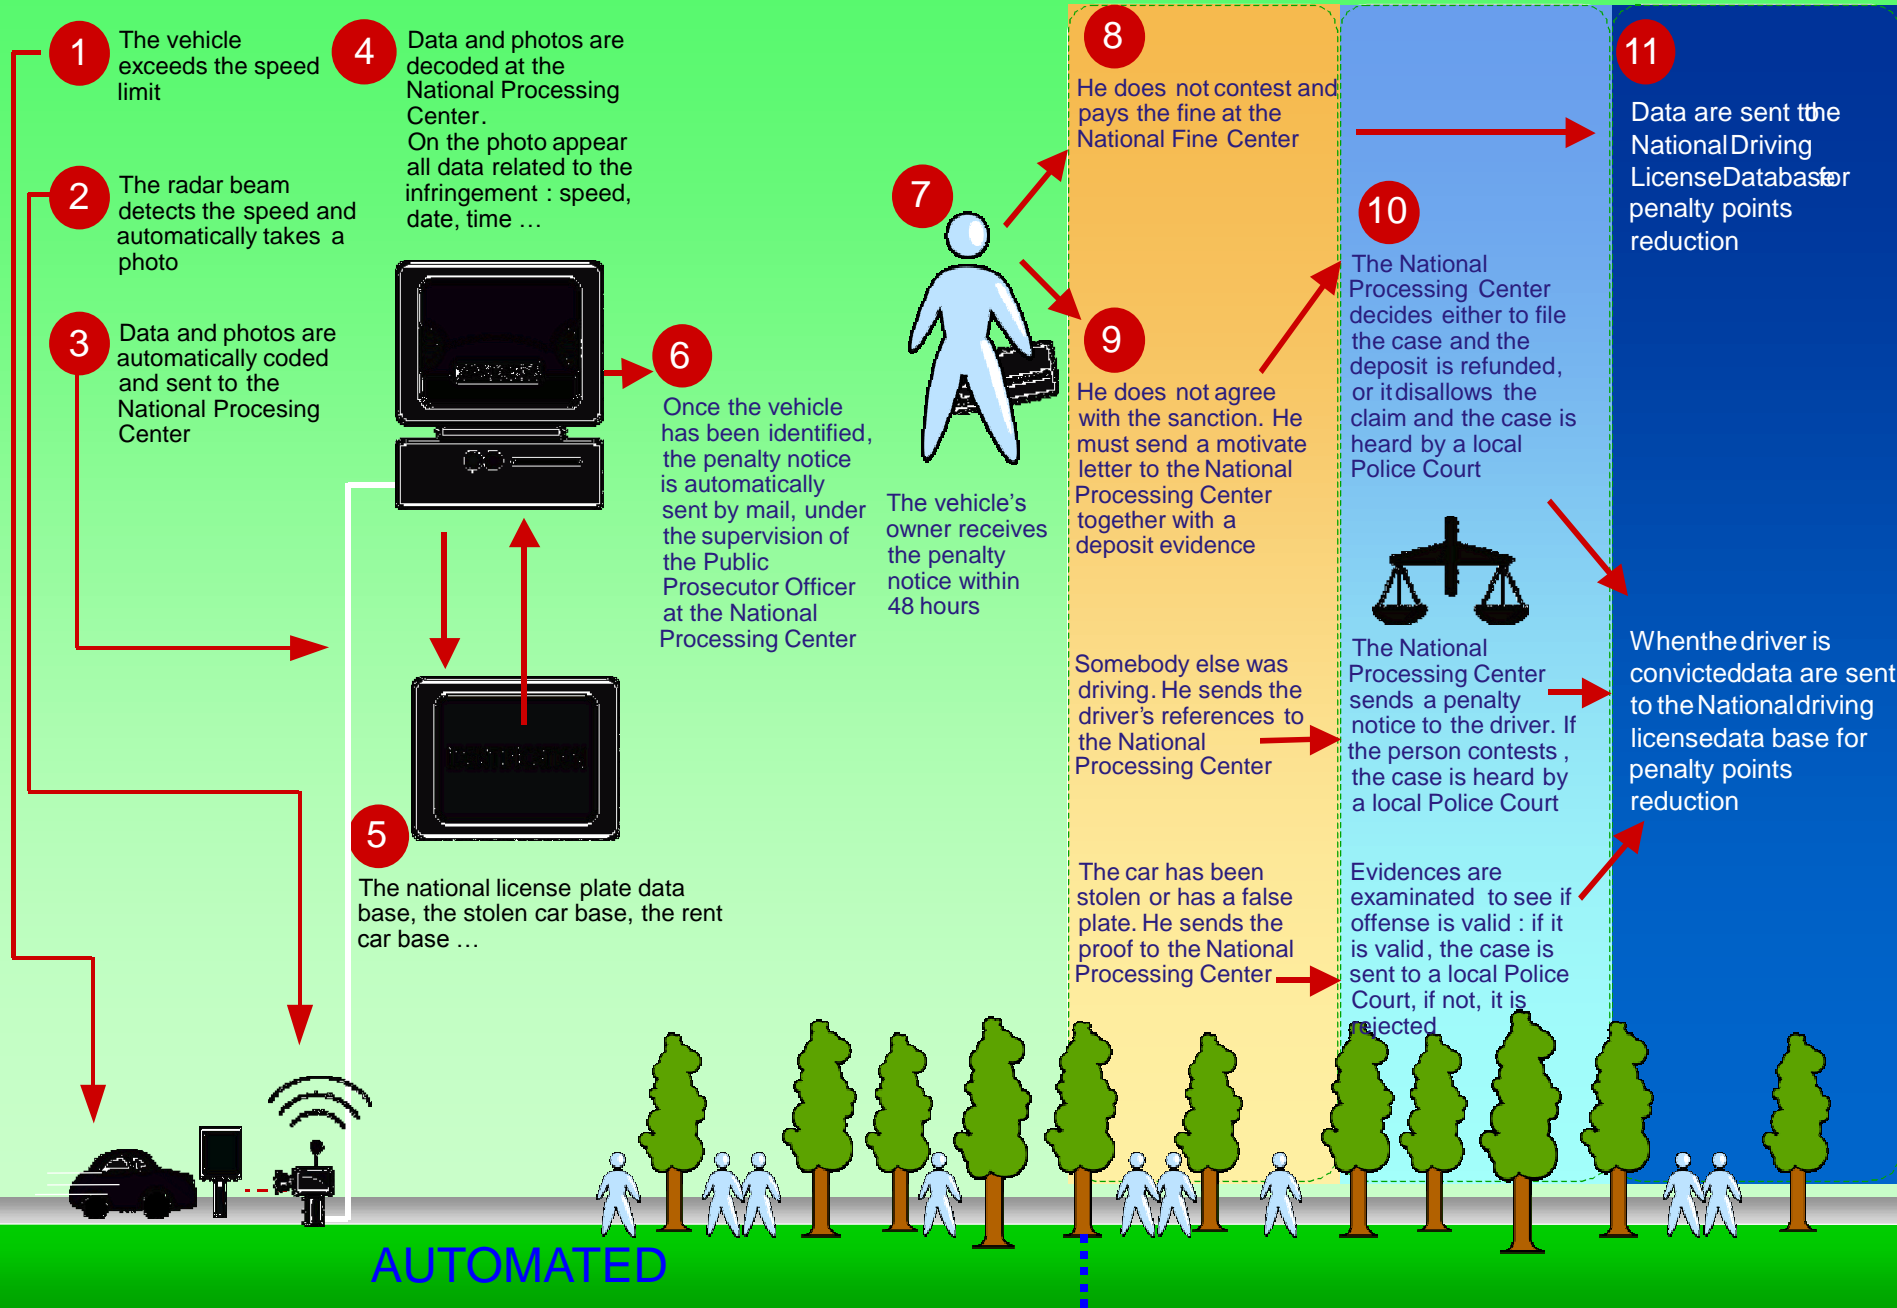 1
The vehicle
exceeds the speed
limit
2
The radar beam
detects the speed and
automatically takes a
photo
3
Data and photos are
automatically coded
and sent to the
National Procesing
Center
4
Data and photos are
decoded at the
National Processing
Center.
On the photo appear
all data related to the
infringement : speed,
date, time …
5
The national license plate data
base, the stolen car base, the rent
car base …
6
Once the vehicle
has been identified,
the penalty notice
is automatically
sent by mail, under
the supervision of
the Public
Prosecutor Officer
at the National
Processing Center
7
The vehicle's
owner receives
the penalty
notice within
48 hours
8
He does not contest and
pays the fine at the
National Fine Center
9
He does not agree
with the sanction. He
must send a motivate
letter to the National
Processing Center
together with a
deposit evidence
Somebody else was
driving. He sends the
driver's references to
the National
Processing Center
The car has been
stolen or has a false
plate. He sends the
proof to the National
Processing Center
10
The National
Processing Center
decides either to file
the case and the
deposit is refunded,
or it disallows the
claim and the case is
heard by a local
Police Court
The National
Processing Center
sends a penalty
notice to the driver. If
the person contests ,
the case is heard by
a local Police Court
Evidences are
examinated to see if
offense is valid : if it
is valid, the case is
sent to a local Police
Court, if not, it is
rejected
11
Data are sent to the
National Driving
License Database for
penalty points
reduction
When the driver is
convicted data are sent
to the National driving
license data base for
penalty points
reduction
AUTOMATED